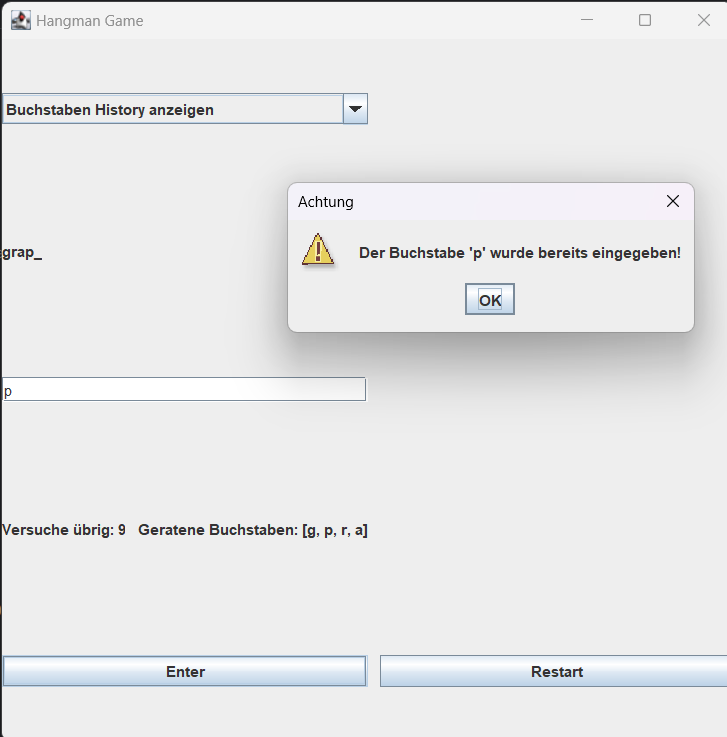 Hangman Game
Buchstaben History anzeigen
Achtung
Der Buchstabe 'p' wurde bereits eingegeben!
OK
grap_
p
Versuche übrig: 9 Geratene Buchstaben: [g, p, r, a]
Enter
Restart